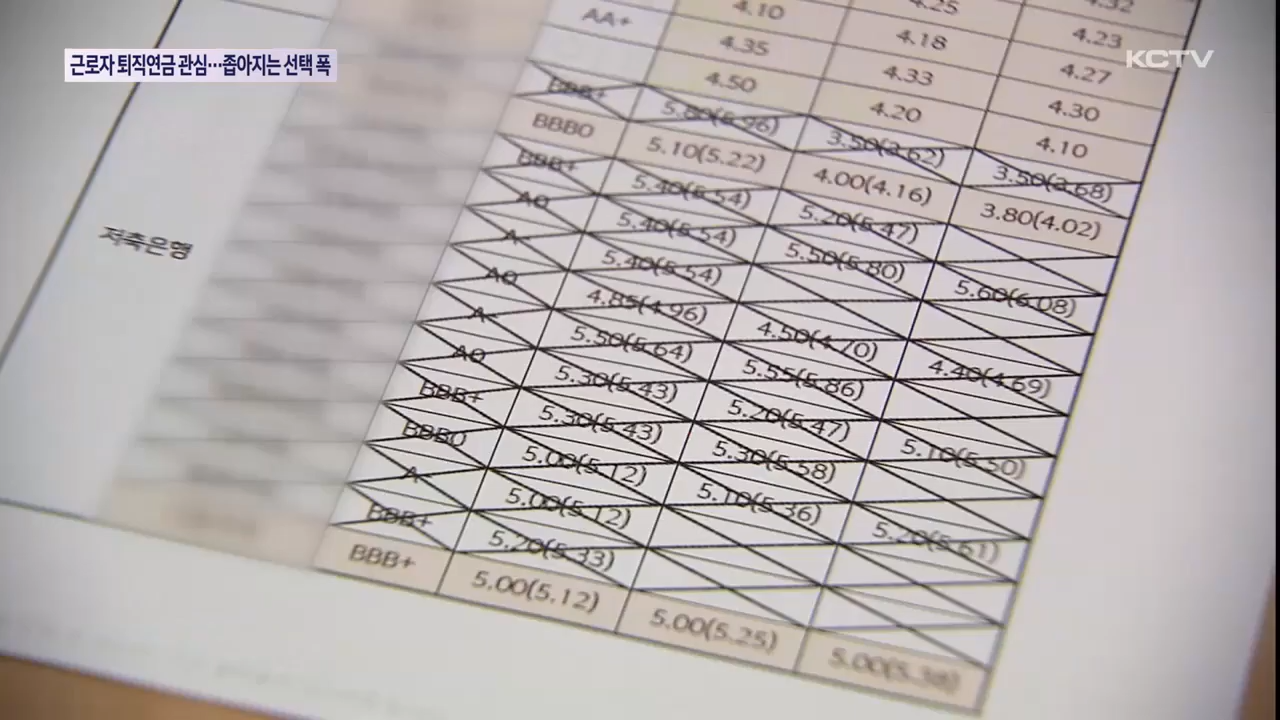 근로자 퇴직연금 관심…좁아지는 선택 폭
KCTV
4.10 4.25 4.32
AA+ 4.35 4.18 4.23
4.50 4.33 4.27
BBB+ 5.80(5.96) 4.20 4.30
BBB0 5.10(5.22) 3.50(3.62) 4.10
BBB+ 5.40(5.54) 4.00(4.16) 3.50(3.68)
A0 5.40(5.54) 5.20(5.47) 3.80(4.02)
A- 5.40(5.54) 5.50(5.80)
A0 4.85(4.96) 5.60(6.08)
A- 5.50(5.64) 4.50(4.70)
A0 5.30(5.43) 5.55(5.86) 4.40(4.69)
BBB+ 5.30(5.43) 5.20(5.47)
BBB0 5.00(5.12) 5.30(5.58) 5.10(5.50)
A- 5.00(5.12) 5.10(5.36)
BBB+ 5.20(5.33) 5.20(5.61)
BBB+ 5.00(5.12) 5.00(5.25) 5.00(5.38)
저축은행